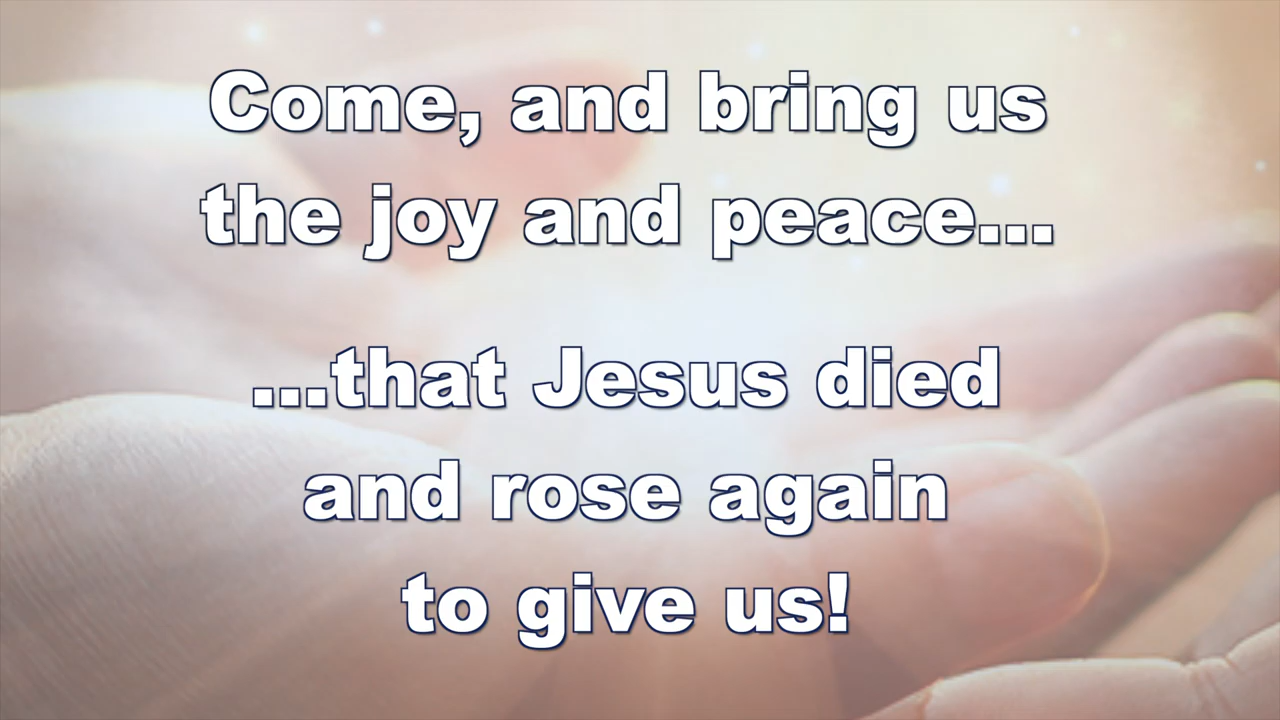 Come, and bring us
the joy and peace...
...that Jesus died
and rose again
to give us!